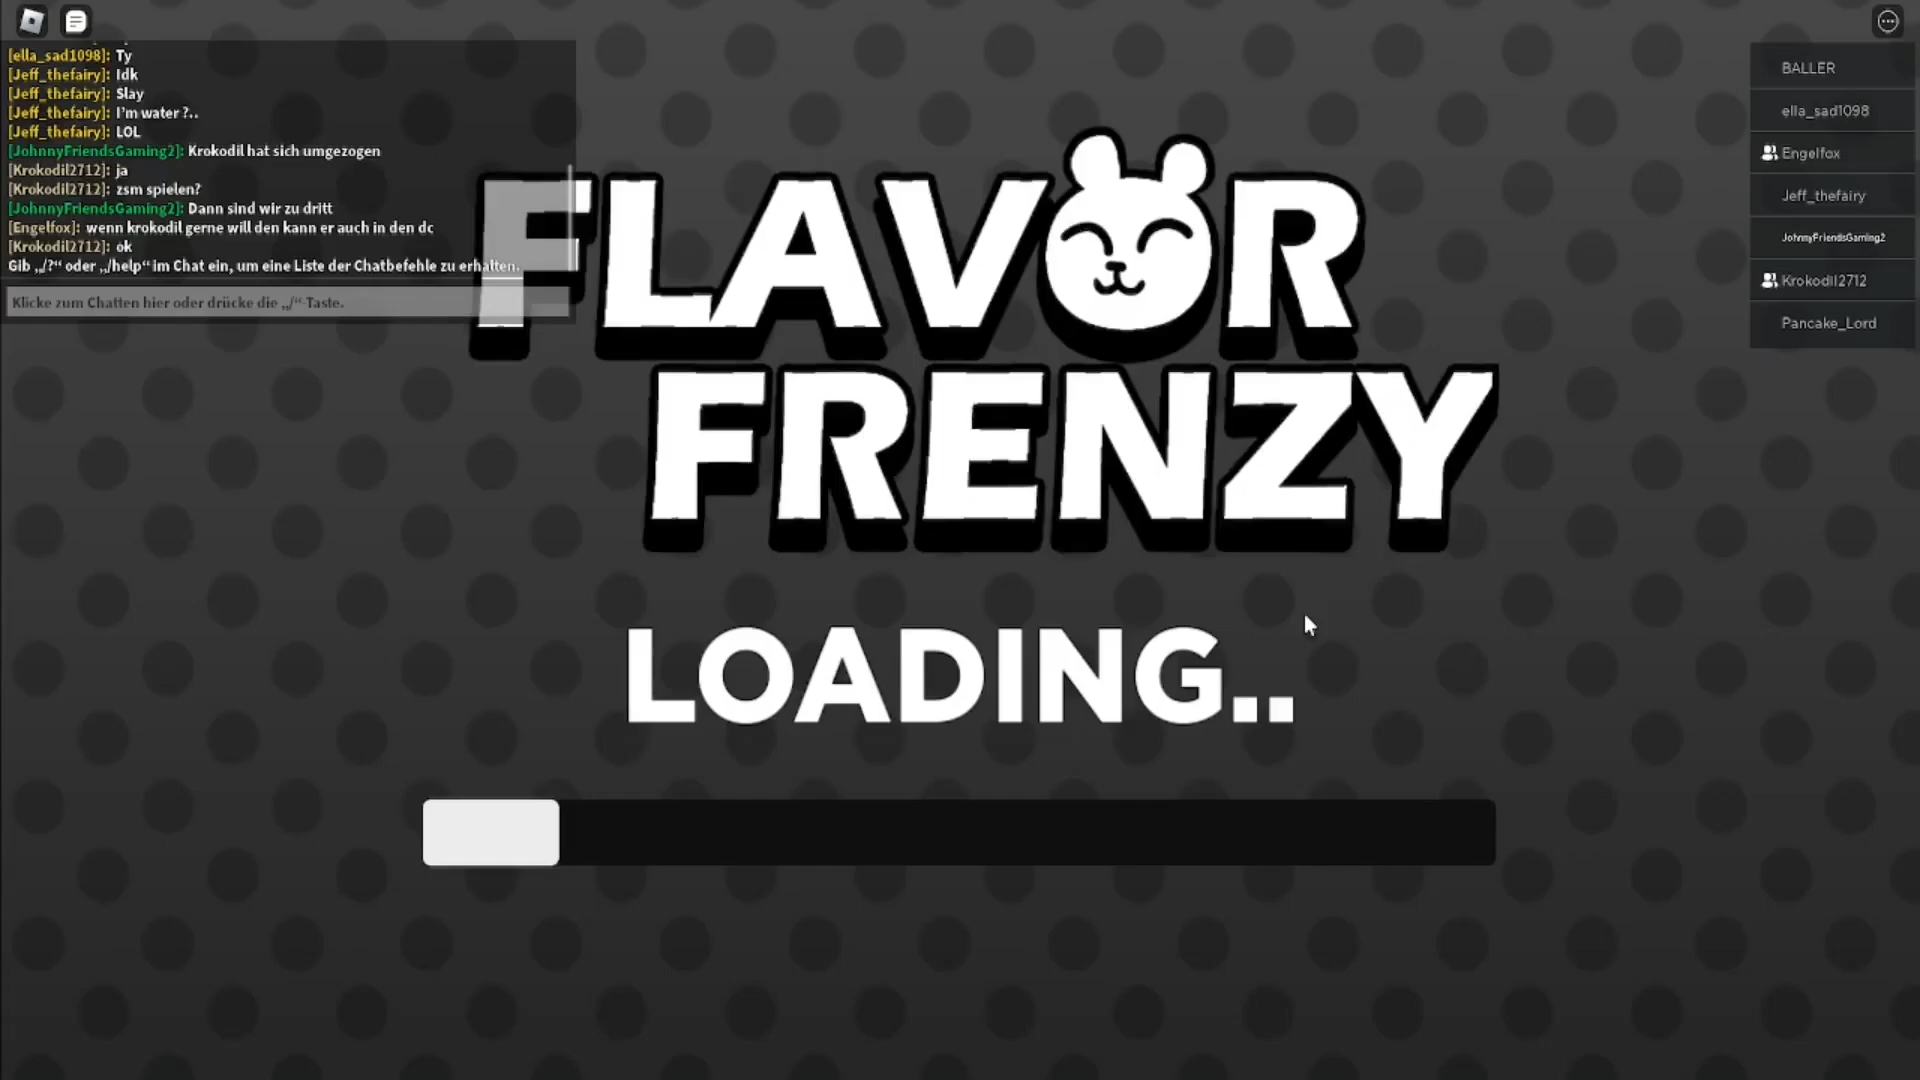 [ella_sad1098]: Ty
[Jeff_thefairy]: Idk
[Jeff_thefairy]: Slay
[Jeff_thefairy]: I'm water ?..
[Jeff_thefairy]: LOL
[JohnnyFriendsGaming2]: Krokodil hat sich umgezogen
[Krokodil2712]: ja
[Krokodil2712]: zsm spielen?
[JohnnyFriendsGaming2]: Dann sind wir zu dritt
[Engelfox]: wenn krokodil gerne will den kann er auch in den dc
[Krokodil2712]: ok
Gib „/?“ oder „/help“ im Chat ein, um eine Liste der Chatbefehle zu erhalten.
Klicke zum Chatten hier oder drücke die „/“-Taste.
FLAVOR
FRENZY
LOADING..
BALLER
ella_sad1098
Engelfox
Jeff_thefairy
JohnnyFriendsGaming2
Krokodil2712
Pancake_Lord